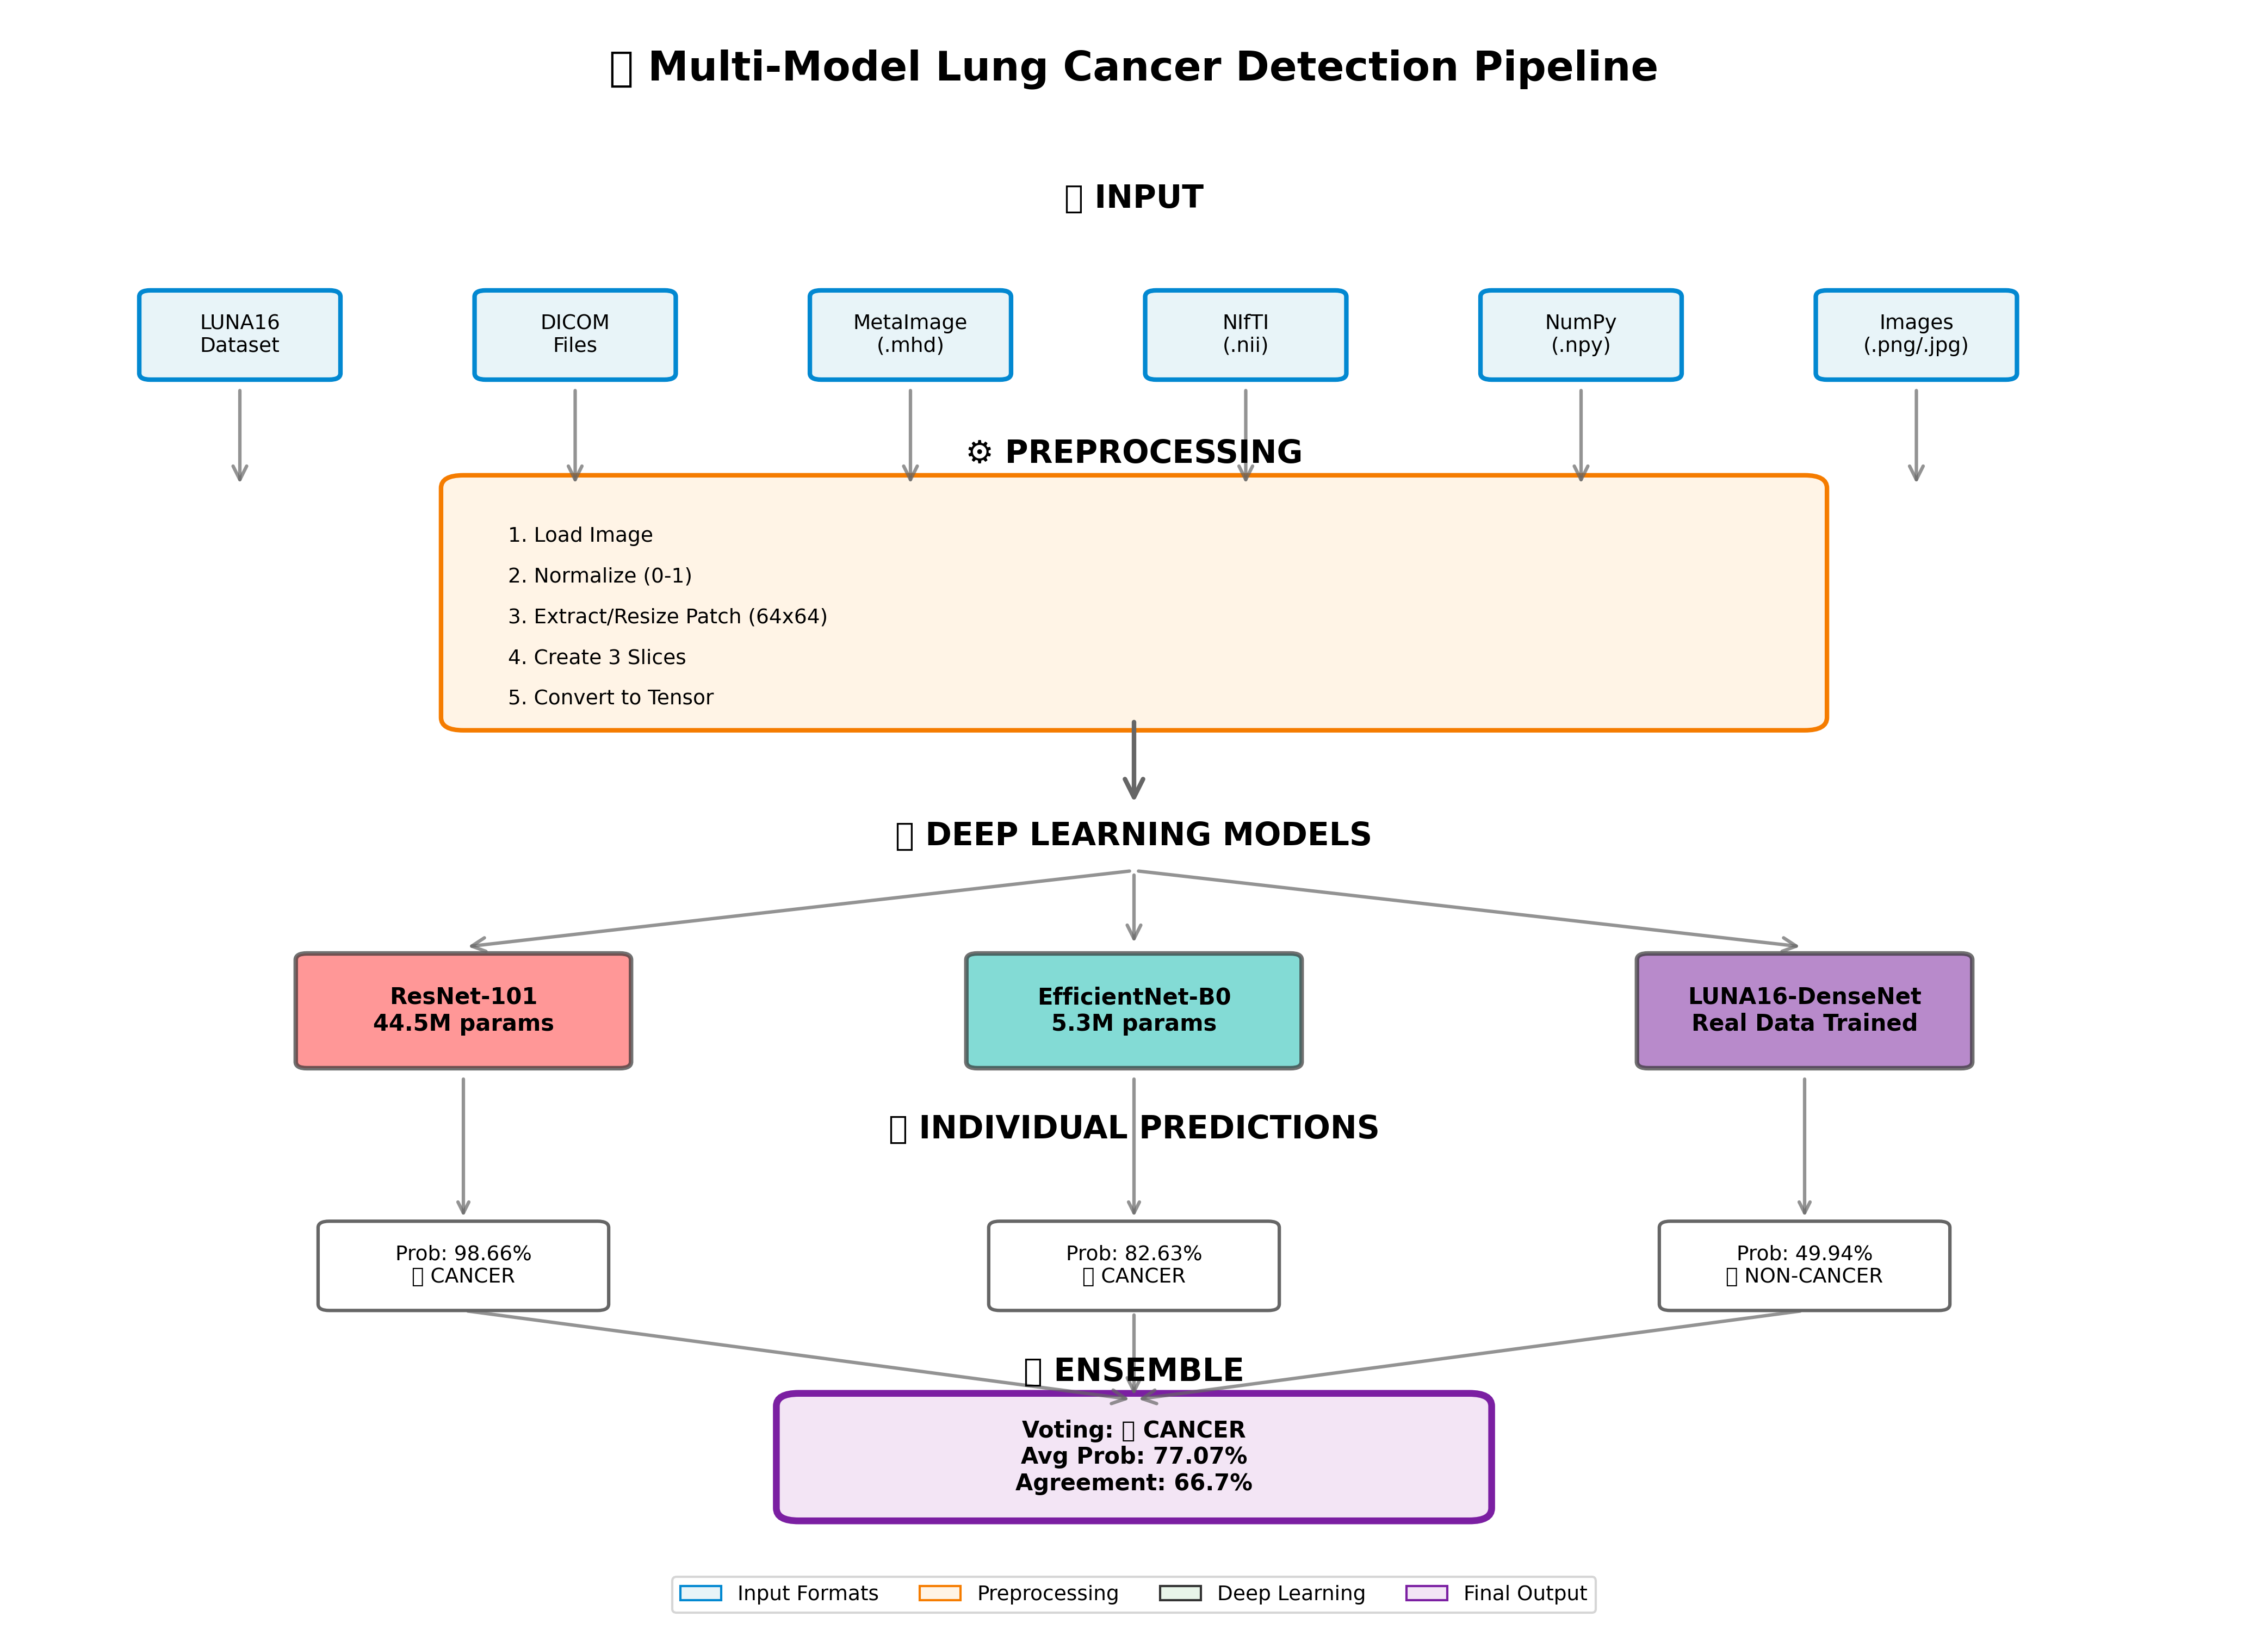 Multi-Model Lung Cancer Detection Pipeline
INPUT
LUNA16
Dataset
DICOM
Files
MetaImage
(.mhd)
NIfTI
(.nii)
NumPy
(.npy)
Images
(.png/.jpg)
⚙ PREPROCESSING
1. Load Image
2. Normalize (0-1)
3. Extract/Resize Patch (64x64)
4. Create 3 Slices
5. Convert to Tensor
DEEP LEARNING MODELS
ResNet-101
44.5M params
EfficientNet-B0
5.3M params
LUNA16-DenseNet
Real Data Trained
INDIVIDUAL PREDICTIONS
Prob: 98.66%
CANCER
Prob: 82.63%
CANCER
Prob: 49.94%
NON-CANCER
ENSEMBLE
Voting: CANCER
Avg Prob: 77.07%
Agreement: 66.7%
Input Formats
Preprocessing
Deep Learning
Final Output